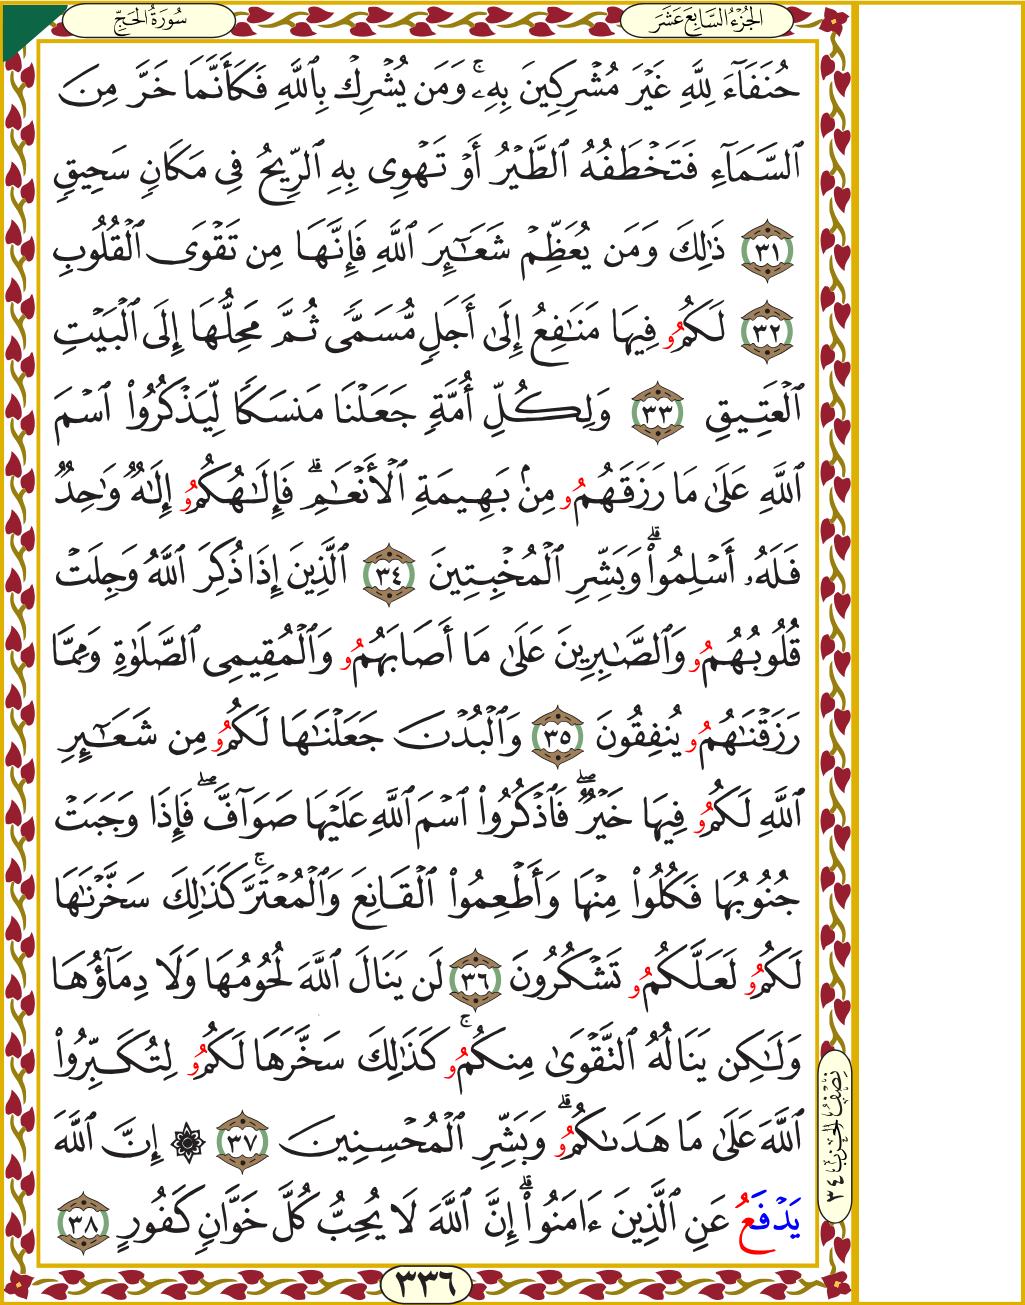 سُورَةُ الحَجِّ
الجُزْءُ السَّابِعَ عَشَرَ
حُنَفَآءَ لِلَّهِ غَيْرَ مُشْرِكِينَ بِهِۦۚ وَمَن يُشْرِكْ بِٱللَّهِ فَكَأَنَّمَا خَرَّ مِنَ
ٱلسَّمَآءِ فَتَخْطَفُهُ ٱلطَّيْرُ أَوْ تَهْوِى بِهِ ٱلرِّيحُ فِى مَكَانٍ سَحِيقٍ
٣١ ذَٰلِكَ وَمَن يُعَظِّمْ شَعَٰٓئِرَ ٱللَّهِ فَإِنَّهَا مِن تَقْوَى ٱلْقُلُوبِ
٣٢ لَكُمُو فِيهَا مَنَٰفِعُ إِلَىٰ أَجَلٍ مُّسَمًّى ثُمَّ مَحِلُّهَا إِلَى ٱلْبَيْتِ
ٱلْعَتِيقِ ٣٣ وَلِكُلِّ أُمَّةٍ جَعَلْنَا مَنسَكًا لِّيَذْكُرُوا۟ ٱسْمَ
ٱللَّهِ عَلَىٰ مَا رَزَقَهُمُو مِنۢ بَهِيمَةِ ٱلْأَنْعَٰمِۗ فَإِلَٰهُكُمُو إِلَٰهٌ وَٰحِدٌ
فَلَهُۥ أَسْلِمُوا۟ۗ وَبَشِّرِ ٱلْمُخْبِتِينَ ٣٤ ٱلَّذِينَ إِذَا ذُكِرَ ٱللَّهُ وَجِلَتْ
قُلُوبُهُمُو وَٱلصَّٰبِرِينَ عَلَىٰ مَا أَصَابَهُمُو وَٱلْمُقِيمِى ٱلصَّلَوٰةِ وَمِمَّا
رَزَقْنَٰهُمُو يُنفِقُونَ ٣٥ وَٱلْبُدْنَ جَعَلْنَٰهَا لَكُمُو مِن شَعَٰٓئِرِ
ٱللَّهِ لَكُمُو فِيهَا خَيْرٌۖ فَٱذْكُرُوا۟ ٱسْمَ ٱللَّهِ عَلَيْهَا صَوَآفَّۖ فَإِذَا وَجَبَتْ
جُنُوبُهَا فَكُلُوا۟ مِنْهَا وَأَطْعِمُوا۟ ٱلْقَانِعَ وَٱلْمُعْتَرَّۚ كَذَٰلِكَ سَخَّرْنَٰهَا
لَكُمُو لَعَلَّكُمُو تَشْكُرُونَ ٣٦ لَن يَنَالَ ٱللَّهَ لُحُومُهَا وَلَا دِمَآؤُهَا
وَلَٰكِن يَنَالُهُ ٱلتَّقْوَىٰ مِنكُمُوۚ كَذَٰلِكَ سَخَّرَهَا لَكُمُو لِتُكَبِّرُوا۟
ٱللَّهَ عَلَىٰ مَا هَدَىٰكُمُوۗ وَبَشِّرِ ٱلْمُحْسِنِينَ ٣٧ ۞ إِنَّ ٱللَّهَ
يَدْفَعُ عَنِ ٱلَّذِينَ ءَامَنُوا۟ۗ إِنَّ ٱللَّهَ لَا يُحِبُّ كُلَّ خَوَّانٍ كَفُورٍ ٣٨
نِصْفُ الحِزْبِ ٣٤
٣٣٦